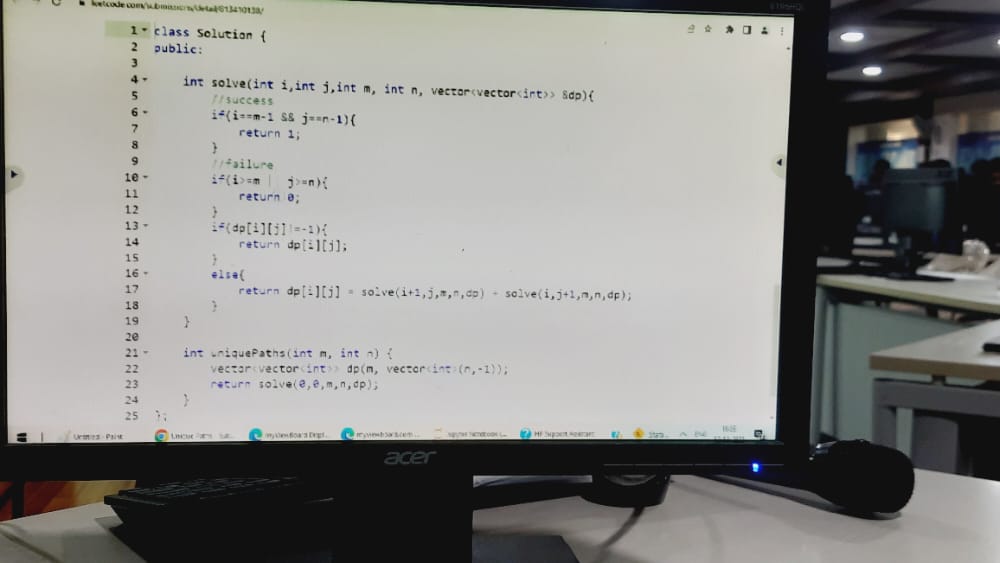 leetcode.com/submissions/detail/813410130/
1 class Solution {
2 public:
3
4 int solve(int i,int j,int m, int n, vector<vector<int>> &dp){
5 //success
6 if(i==m-1 && j==n-1){
7 return 1;
8 }
9 //failure
10 if(i>=m || j>=n){
11 return 0;
12 }
13 if(dp[i][j]!=-1){
14 return dp[i][j];
15 }
16 else{
17 return dp[i][j] = solve(i+1,j,m,n,dp) + solve(i,j+1,m,n,dp);
18 }
19 }
20
21 int uniquePaths(int m, int n) {
22 vector<vector<int>> dp(m, vector<int>(n,-1));
23 return solve(0,0,m,n,dp);
24 }
25 };
Untitled - Paint Unique Paths - Sub... myViewBoard Displ... myviewboard.com... Jupyter Notebook (... HP Support Assistant ENG
acer